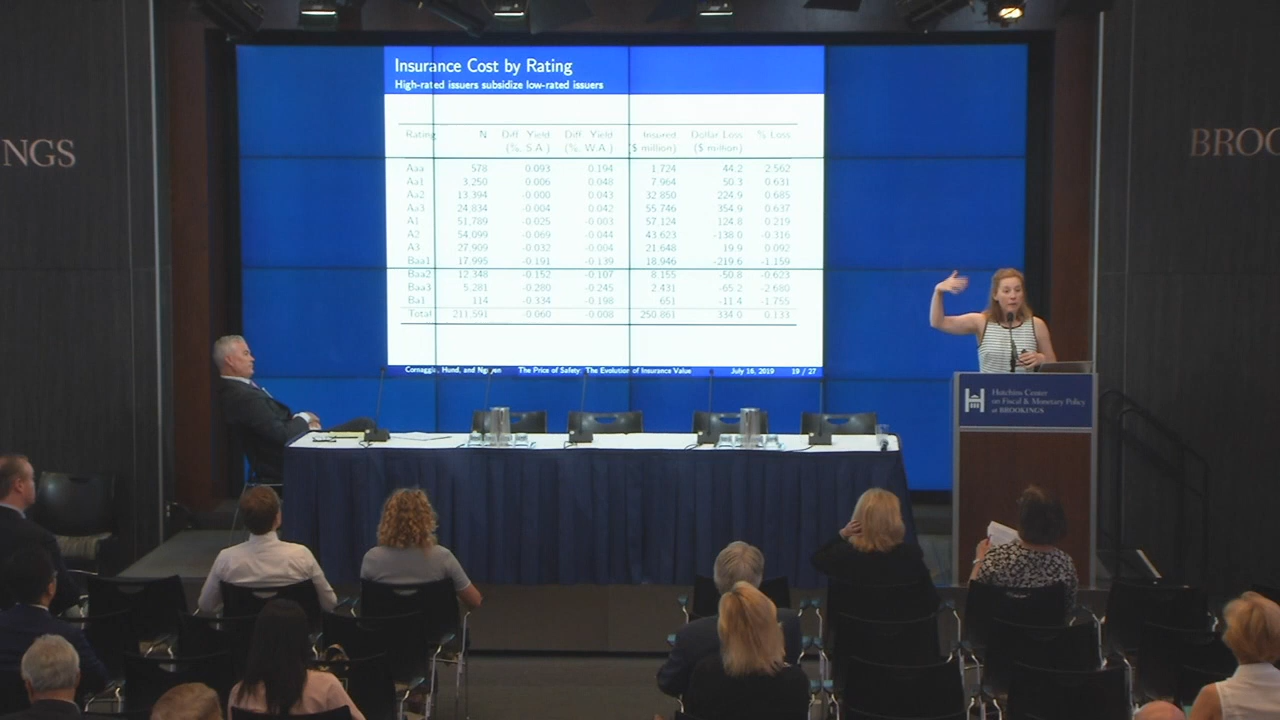 Insurance Cost by Rating
High-rated issuers subsidize low-rated issuers
Rating N Diff. Yield Diff. Yield Insured Dollar Loss % Loss
(%, S.A.) (%, W.A.) ($ million) ($ million)
Aaa 578 0.093 0.194 1,724 44.2 2.562
Aa1 3,250 0.006 0.048 7,964 50.3 0.631
Aa2 13,394 -0.000 0.043 32,850 224.9 0.685
Aa3 24,834 -0.004 0.042 55,746 354.9 0.637
A1 51,789 -0.025 -0.003 57,124 124.8 0.219
A2 54,099 -0.069 -0.044 43,623 -138.0 -0.316
A3 27,909 -0.032 -0.004 21,648 19.9 0.092
Baa1 17,995 -0.191 -0.139 18,946 -219.6 -1.159
Baa2 12,348 -0.152 -0.107 8,155 -50.8 -0.623
Baa3 5,281 -0.280 -0.245 2,431 -65.2 -2.680
Ba1 114 -0.334 -0.198 651 -11.4 -1.755
Total 211,591 -0.060 -0.008 250,861 334.0 0.133
Cornaggia, Hund, and Nguyen The Price of Safety: The Evolution of Insurance Value July 16, 2019 19 / 27
NGS
BROO
Hutchins Center
on Fiscal & Monetary Policy
at BROOKINGS